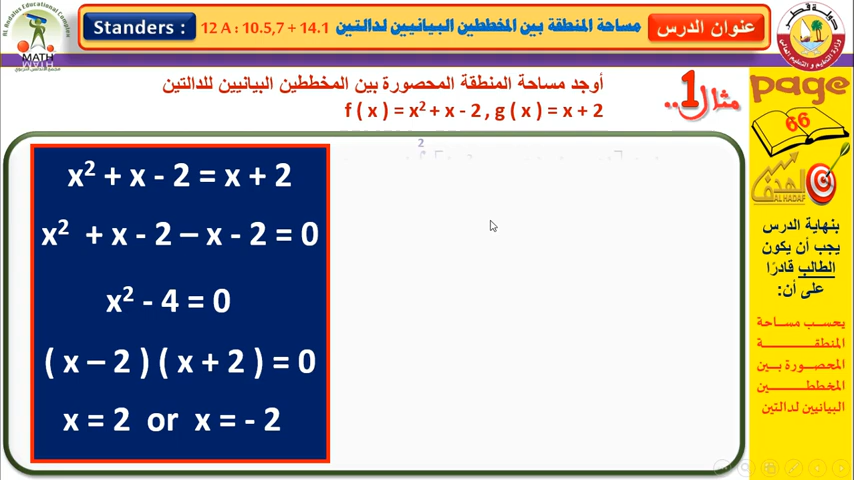 عنوان الدرس
مساحة المنطقة بين المخططين البيانيين لدالتين
12 A : 10.5,7 + 14.1
Standers :
MATH
دولة قطر
page
66
مثال 1..
أوجد مساحة المنطقة المحصورة بين المخططين البيانيين للدالتين
f ( x ) = x² + x - 2 , g ( x ) = x + 2
x² + x - 2 = x + 2
x² + x - 2 – x - 2 = 0
x² - 4 = 0
( x – 2 ) ( x + 2 ) = 0
x = 2 or x = - 2
2
الهدف
AL HADAF
بنهاية الدرس
يجب أن يكون
الطالب قادرًا
على أن:
يحسب مساحة
المنطقة
المحصورة بين
المخططين
البيانيين لدالتين